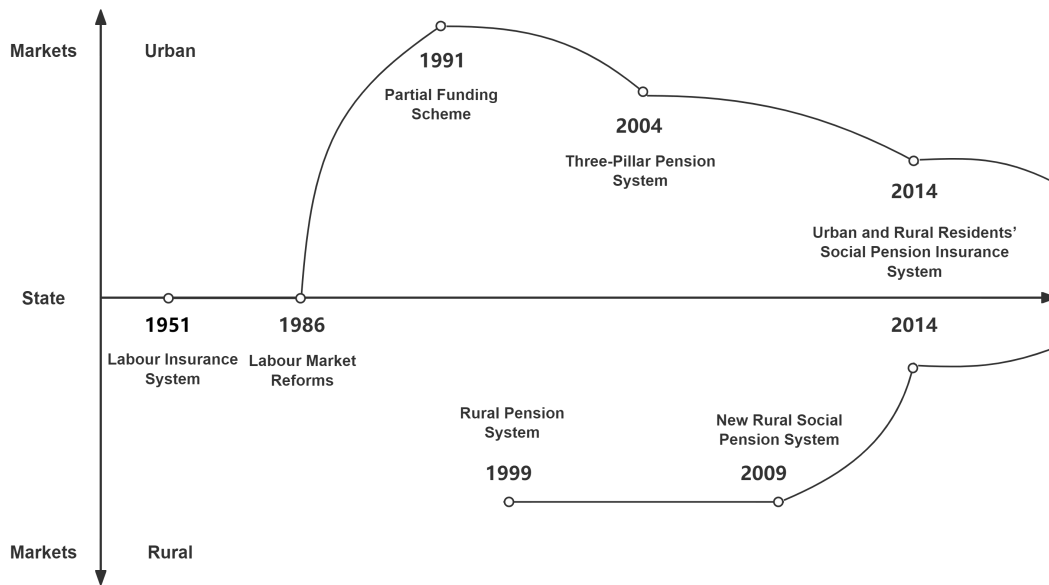 Markets
Urban
1991
Partial Funding
Scheme
2004
Three-Pillar Pension
System
2014
Urban and Rural Residents’
Social Pension Insurance
System
State
1951
Labour Insurance
System
1986
Labour Market
Reforms
2014
Rural Pension
System
1999
New Rural Social
Pension System
2009
Markets
Rural